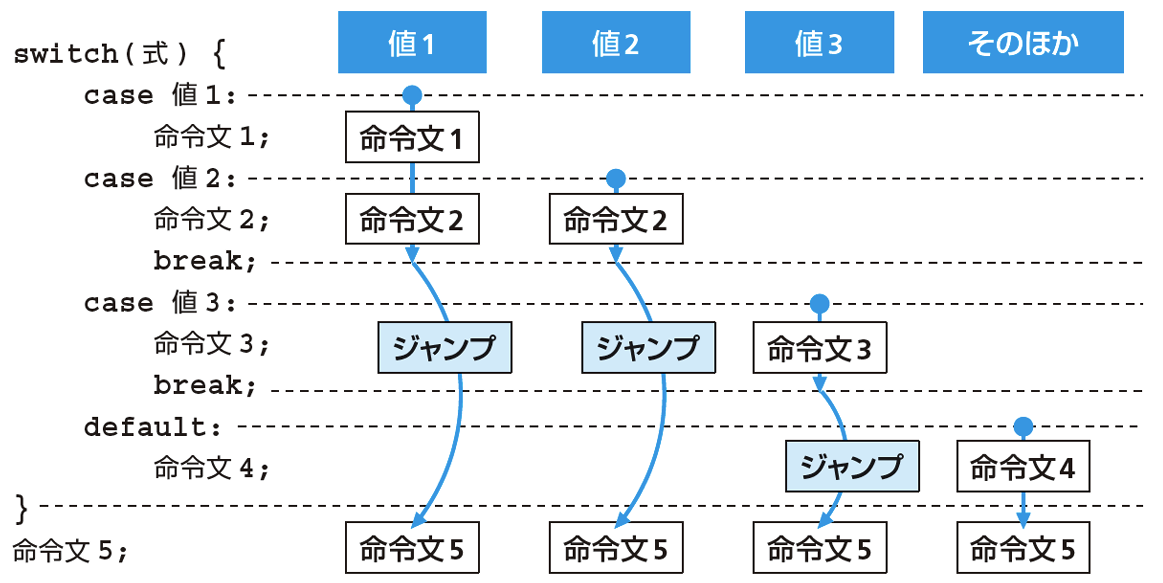 値1 値2 値3 そのほか
switch(式) {
case 値1:
命令文1;
命令文1
case 値2:
命令文2;
命令文2 命令文2
break;
case 値3:
命令文3;
ジャンプ ジャンプ 命令文3
break;
default:
命令文4;
ジャンプ 命令文4
}
命令文5;
命令文5 命令文5 命令文5 命令文5